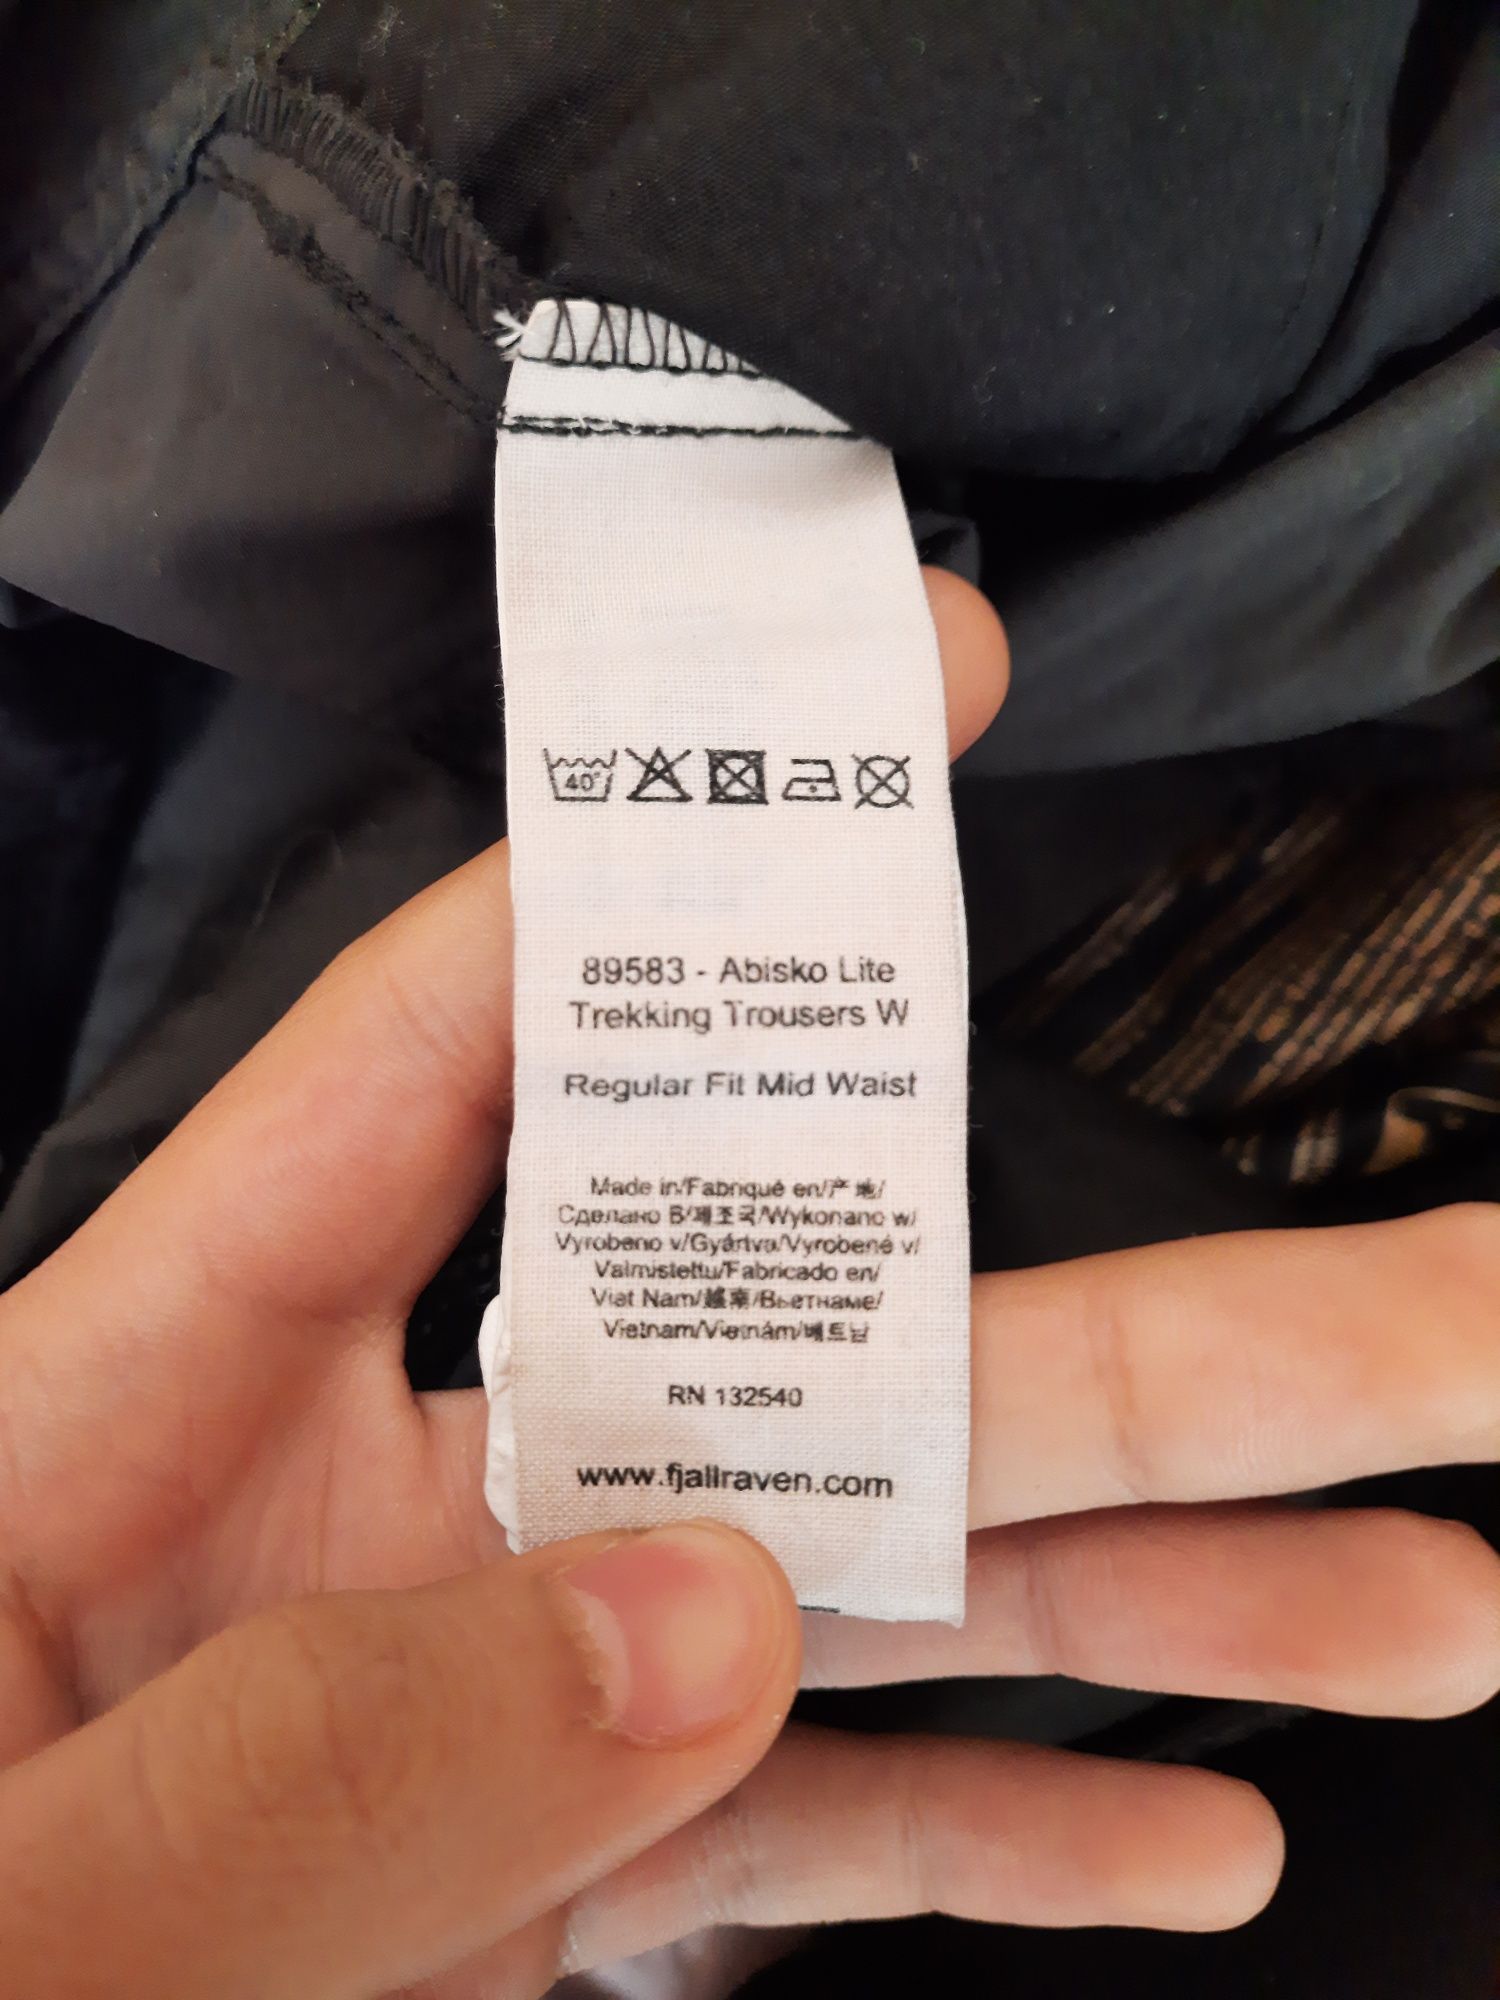 40°
89583 - Abisko Lite
Trekking Trousers W
Regular Fit Mid Waist
Made in/Fabriqué en/产 地/
Сделано В/제조국/Wykonano w/
Vyrobeno v/Gyártva/Vyrobené v/
Valmistettu/Fabricado en/
Viet Nam/越南/Вьетнаме/
Vietnam/Vietnám/베트남
RN 132540
www.fjallraven.com